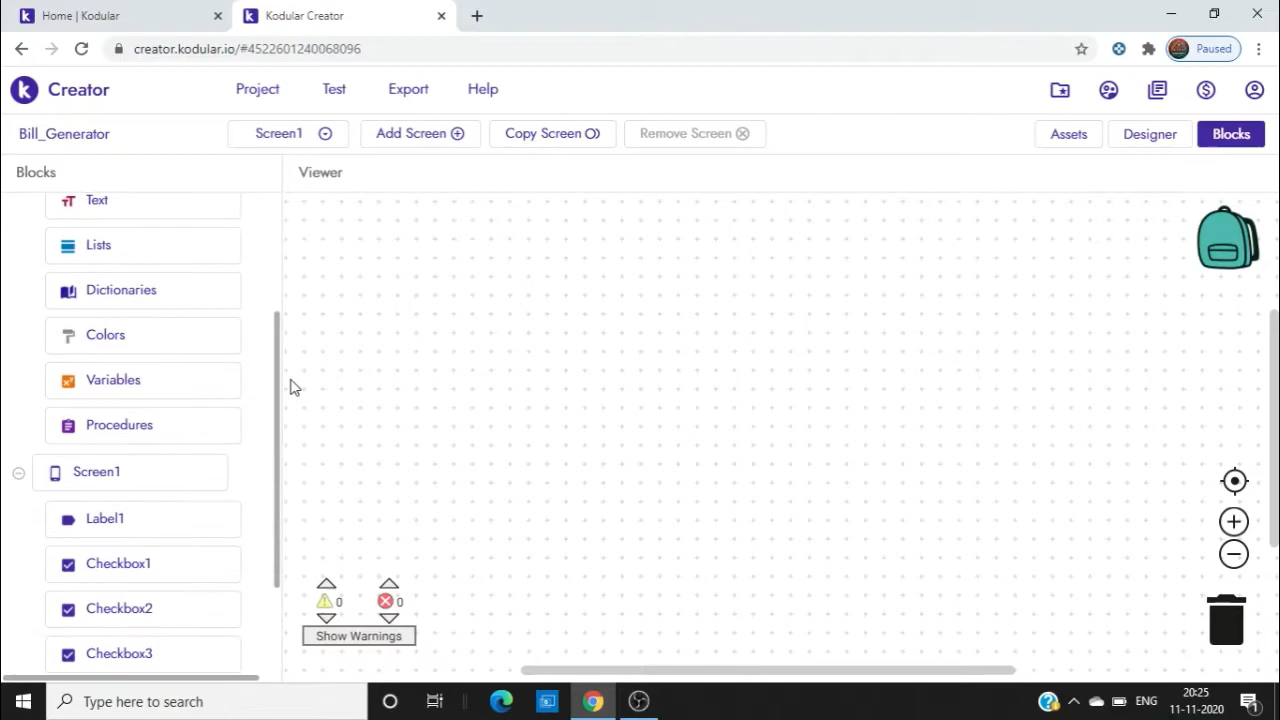 Home | Kodular
Kodular Creator
creator.kodular.io/#4522601240068096
Paused
k Creator
Project
Test
Export
Help
Bill_Generator
Screen1
Add Screen
Copy Screen
Remove Screen
Assets
Designer
Blocks
Blocks
Viewer
Text
Lists
Dictionaries
Colors
Variables
Procedures
Screen1
Label1
Checkbox1
Checkbox2
Checkbox3
0
0
Show Warnings
Type here to search
ENG
20:25
11-11-2020
1